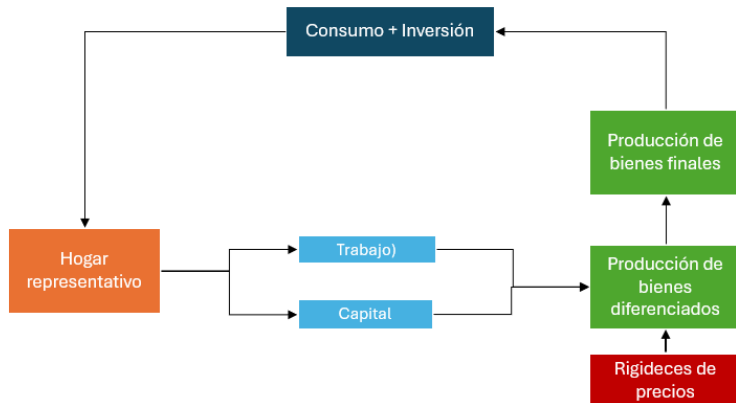 Consumo + Inversión
Producción de
bienes finales
Hogar
representativo
Trabajo)
Capital
Producción de
bienes
diferenciados
Rigideces de
precios